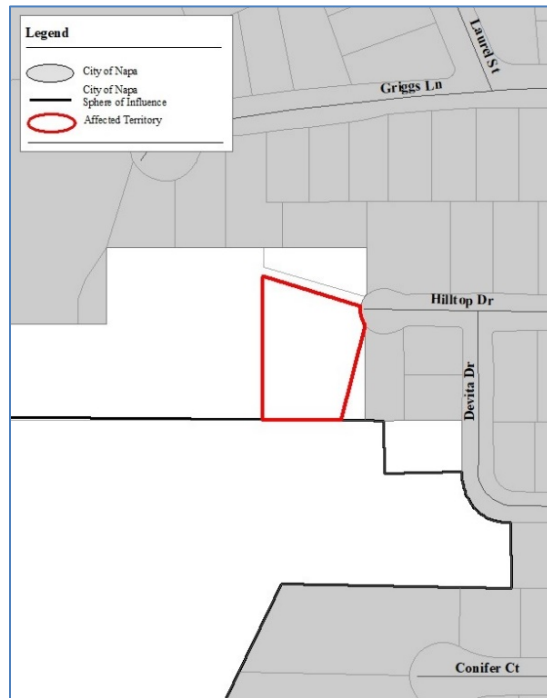 Legend
City of Napa
City of Napa
Sphere of Influence
Affected Territory
Laurel St
Griggs Ln
Hilltop Dr
Devita Dr
Conifer Ct